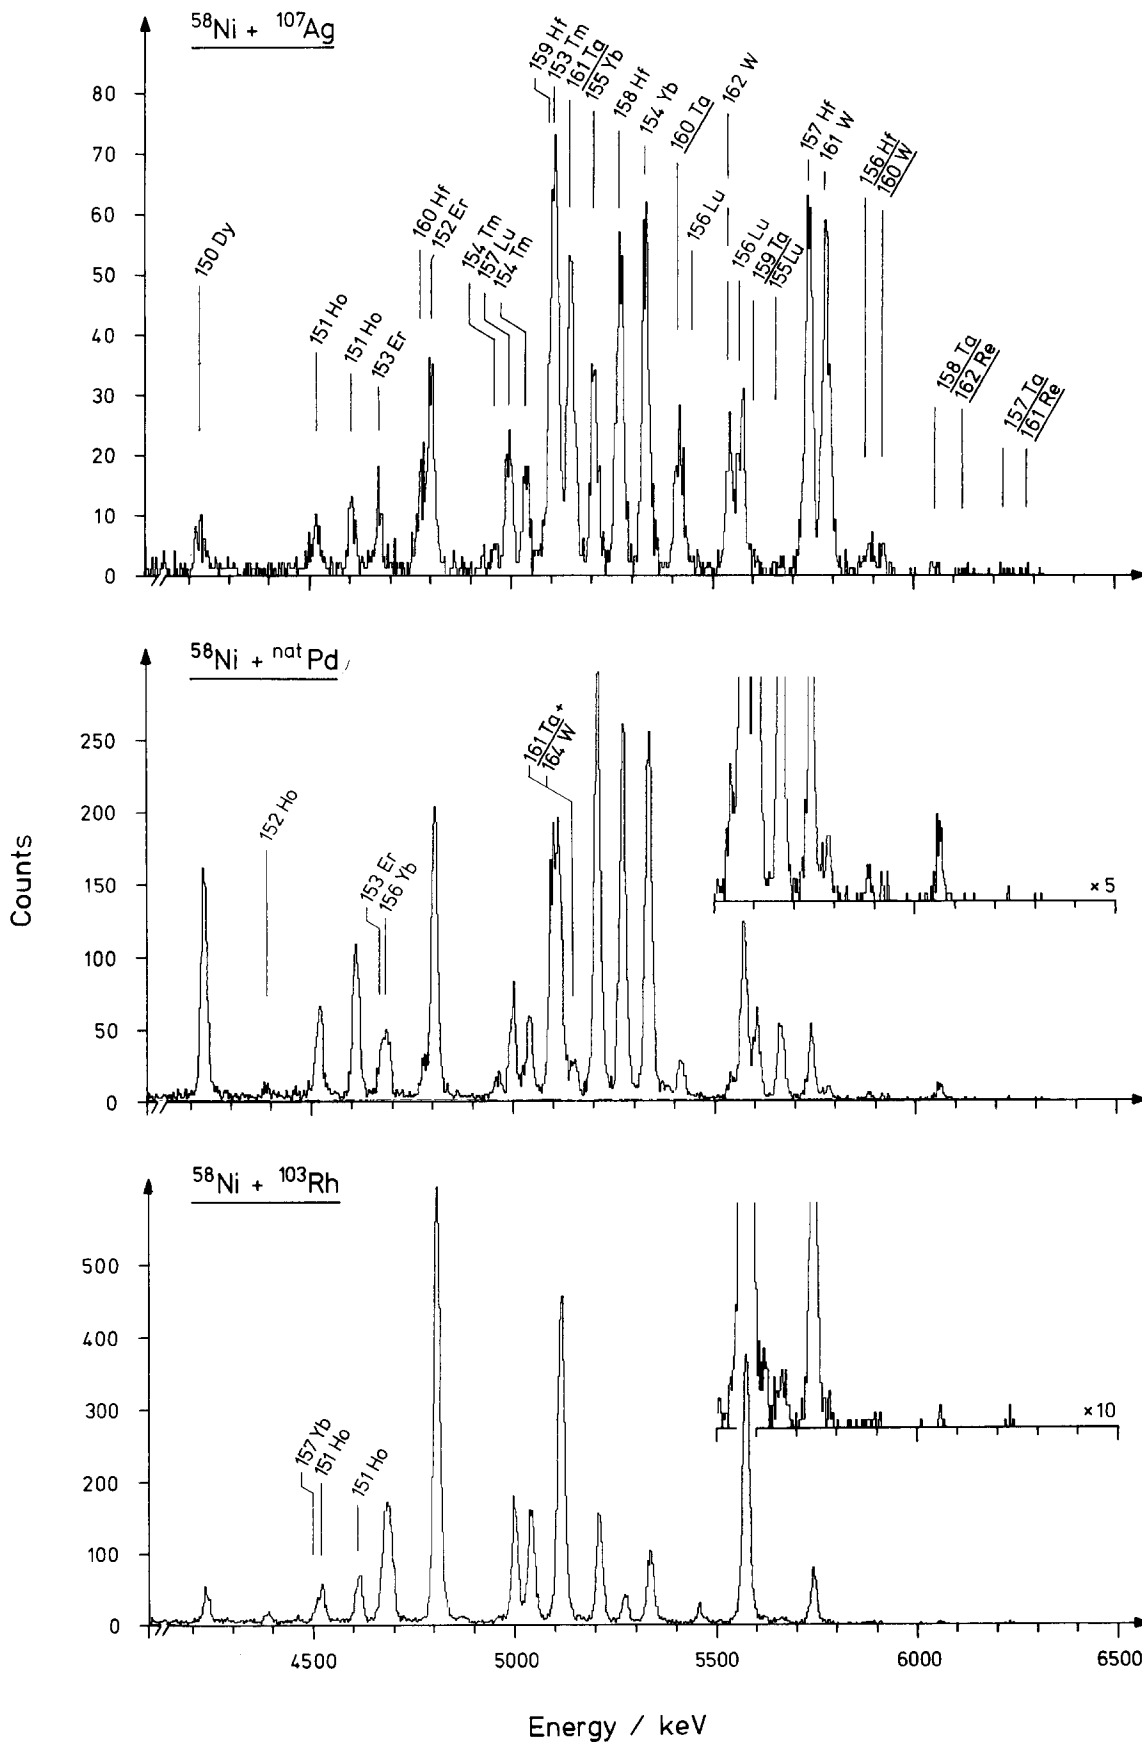 58Ni + 107Ag
80
70
60
50
40
30
20
10
0
150 Dy
151 Ho
151 Ho
153 Er
160 Hf
152 Er
154 Tm
157 Lu
154 Tm
159 Hf
153 Tm
161 Ta
155 Yb
158 Hf
154 Yb
160 Ta
156 Lu
162 W
156 Lu
159 Ta
155 Lu
157 Hf
161 W
156 Hf
160 W
158 Ta
162 Re
157 Ta
161 Re
58Ni + natPd
Counts
250
200
150
100
50
0
152 Ho
153 Er
156 Yb
161 Ta +
164 W
×5
58Ni + 103Rh
500
400
300
200
100
0
157 Yb
151 Ho
151 Ho
×10
4500 5000 5500 6000 6500
Energy / keV